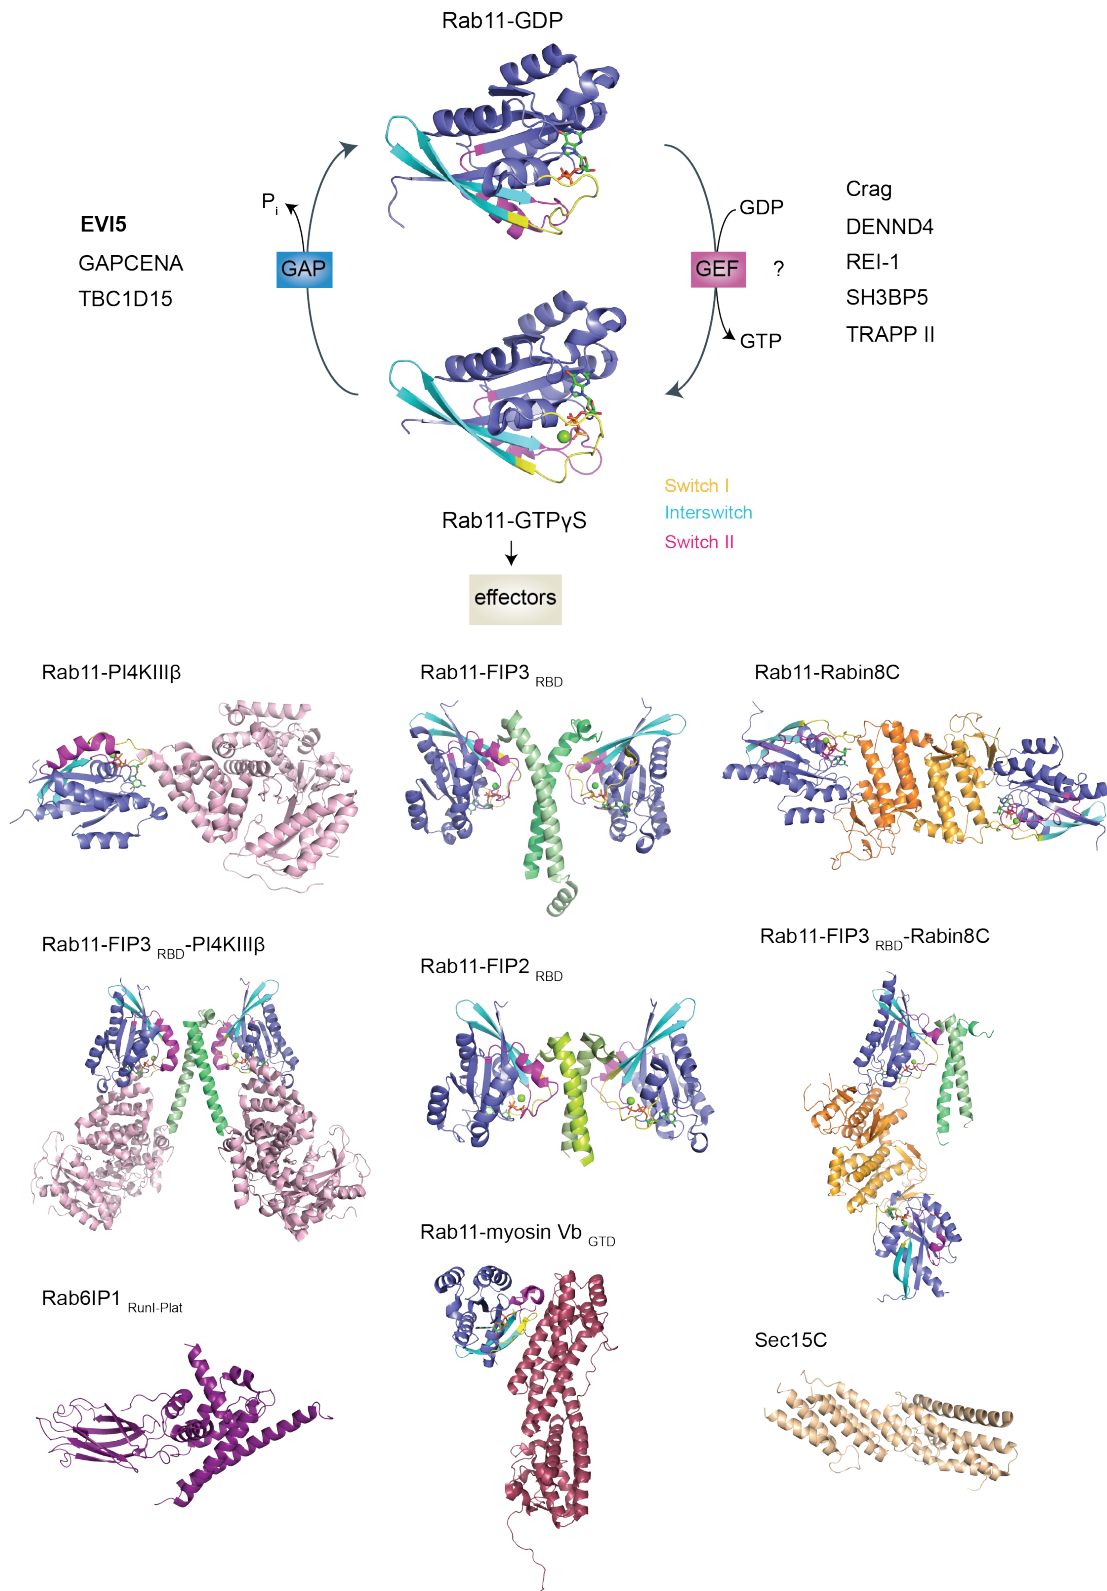 Rab11-GDP
Pi
EVI5
GAPCENA
TBC1D15
GAP
GDP
GEF
?
GTP
Crag
DENND4
REI-1
SH3BP5
TRAPP II
Switch I
Interswitch
Switch II
Rab11-GTPγS
effectors
Rab11-PI4KIIIβ
Rab11-FIP3 RBD
Rab11-Rabin8C
Rab11-FIP3 RBD-PI4KIIIβ
Rab11-FIP2 RBD
Rab11-FIP3 RBD-Rabin8C
Rab11-myosin Vb GTD
Rab6IP1 RunI-Plat
Sec15C